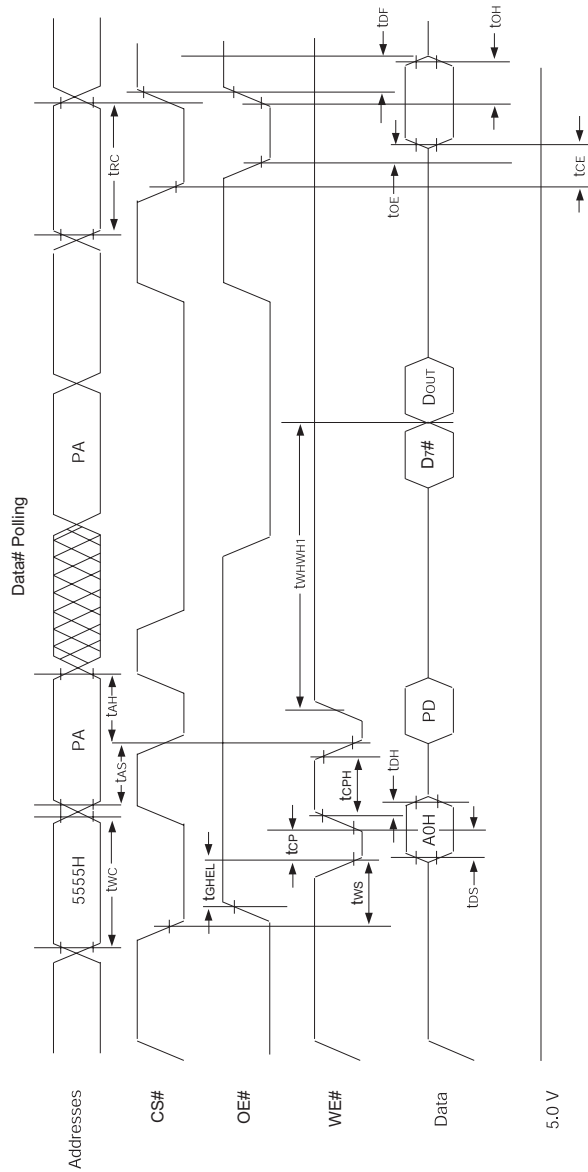 Data# Polling
Addresses
5555H
PA
PA
tWC
tAS
tAH
tRC
CS#
OE#
tGHEL
WE#
tWS
tCP
tCPH
tDH
tWHWH1
Data
A0H
PD
D7#
DOUT
tDS
tOE
tDF
tOH
tCE
5.0 V